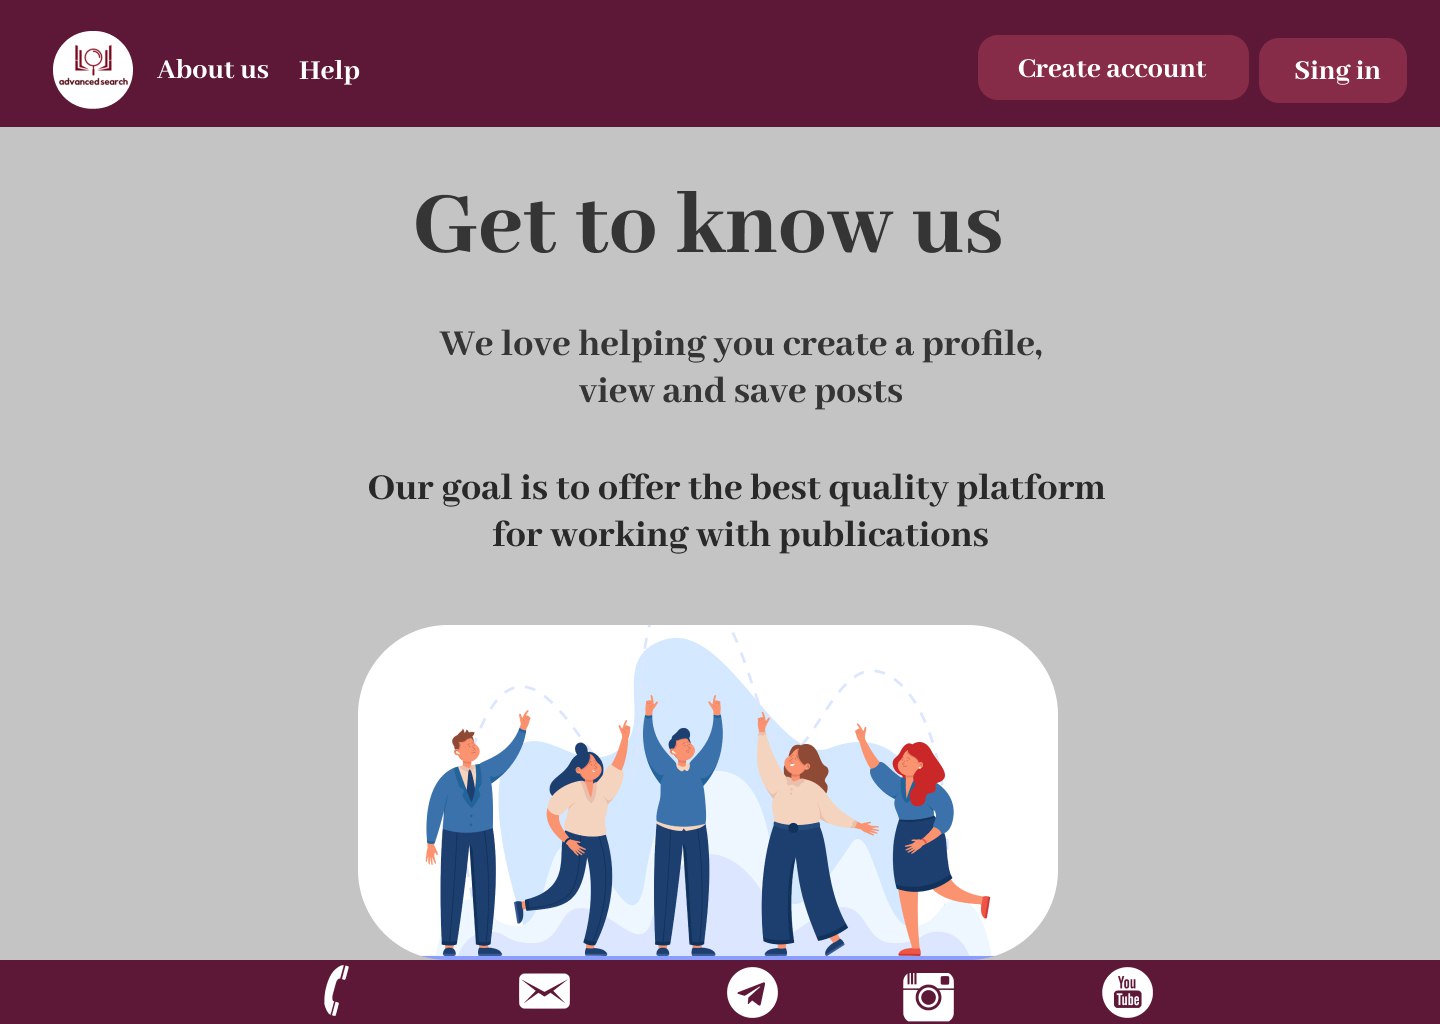 advanced search
About us
Help
Create account
Sing in
Get to know us
We love helping you create a profile,
view and save posts
Our goal is to offer the best quality platform
for working with publications
You
Tube